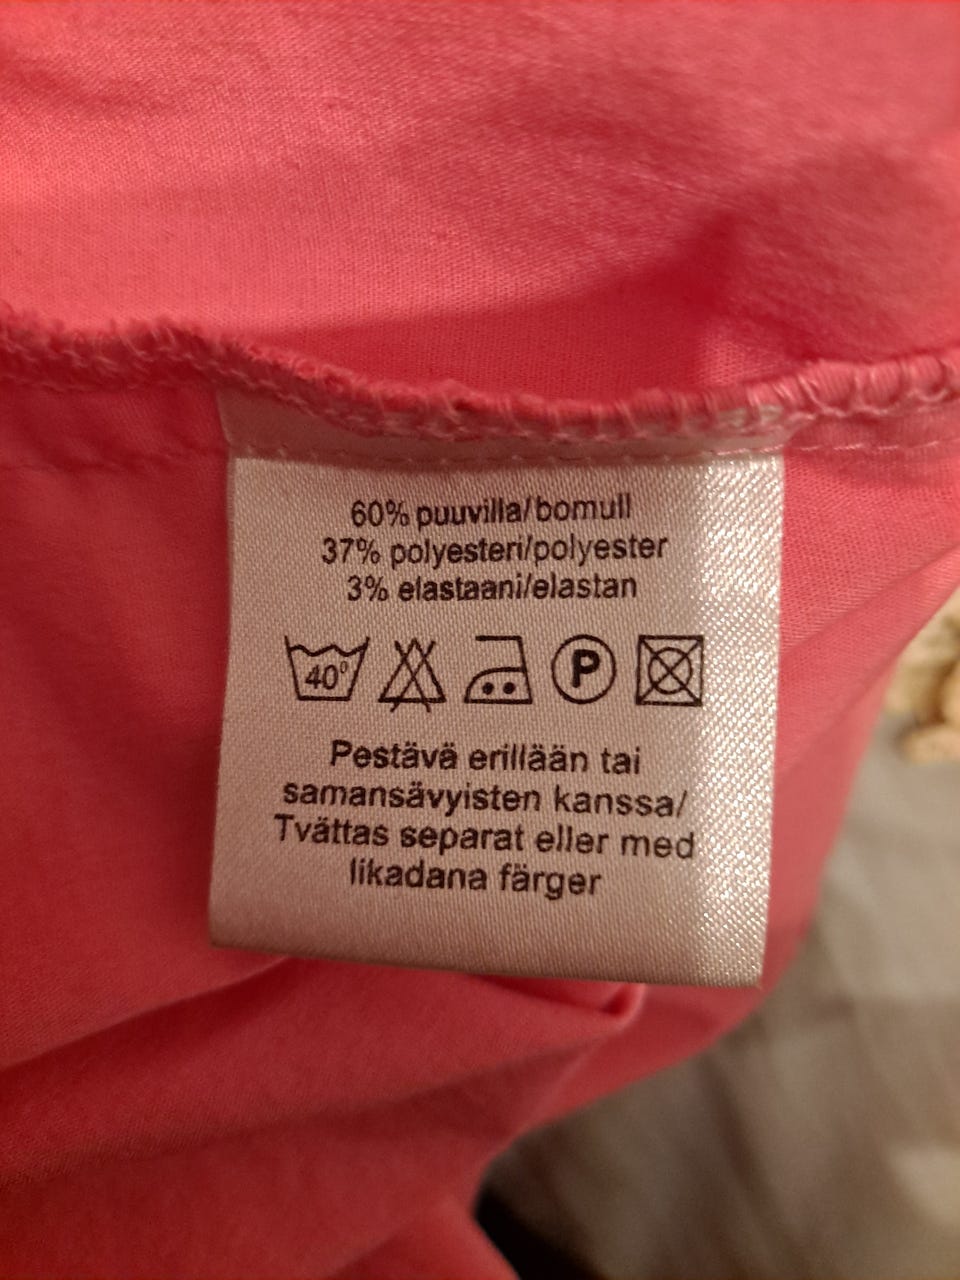 60% puuvilla/bomull
37% polyesteri/polyester
3% elastaani/elastan
40° P
Pestävä erillään tai
samansävyisten kanssa/
Tvättas separat eller med
likadana färger